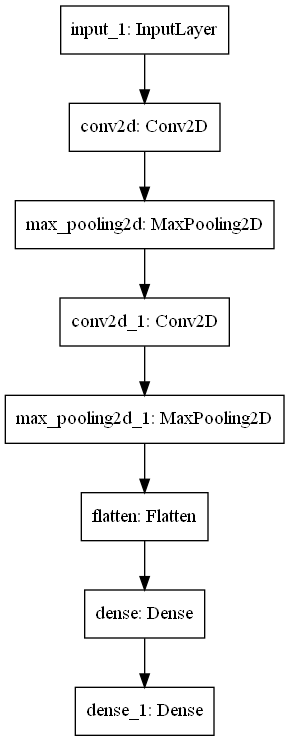 input_1: InputLayer
conv2d: Conv2D
max_pooling2d: MaxPooling2D
conv2d_1: Conv2D
max_pooling2d_1: MaxPooling2D
flatten: Flatten
dense: Dense
dense_1: Dense